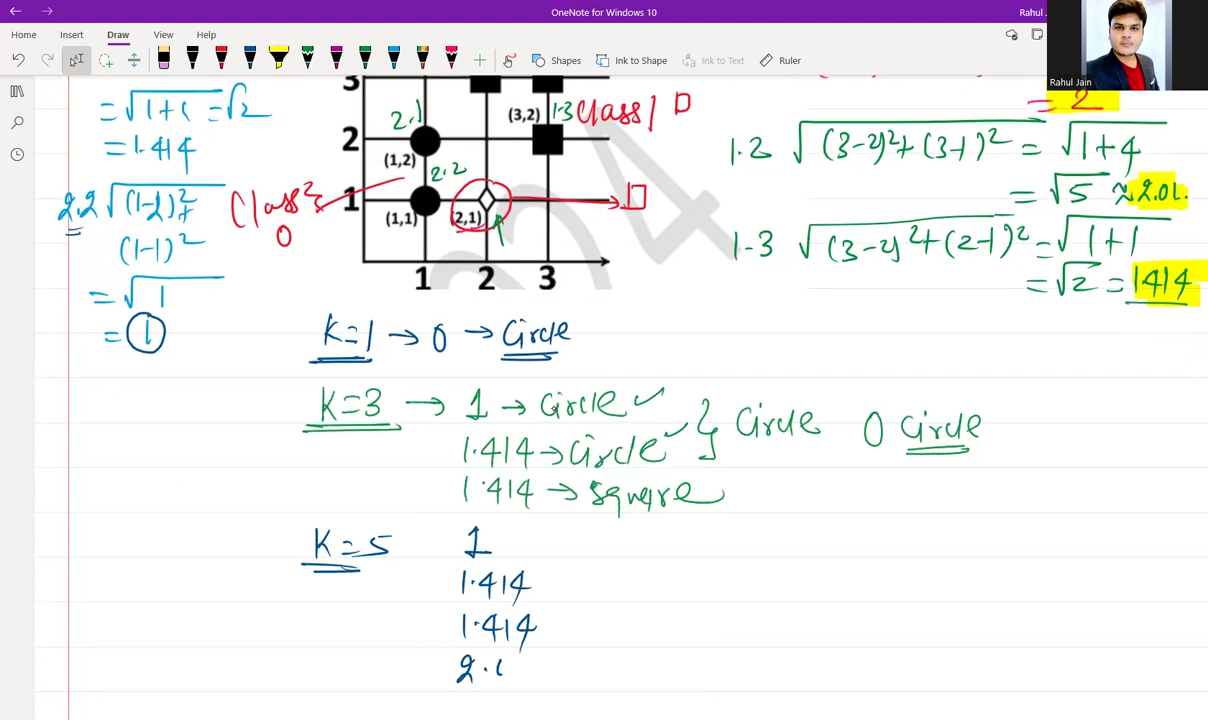 OneNote for Windows 10
Rahul J
Home Insert Draw View Help
Shapes Ink to Shape Ink to Text Ruler
Rahul Jain
= √1+1 = √2
= 1.414
2.2 √(1-2)²+
(1-1)²
= √1
= 1
Class 2
0
3
2
1
1 2 3
2.1
(1,2)
2.2
(1,1)
(2,1)
(3,2)
1.3 Class 1 □
□
= 2
1.2 √(3-2)²+(3-1)² = √1+4
= √5 ≈
1-3 √(3-2)²+(2-1)² = √1+1
= √2 = 1414
K=1 → 0 → Circle
K=3 → 1 → Circle ✓
1.414 → Circle ✓ } Circle 0 Circle
1.414 → square
K=5 1
1.414
1.414
2.